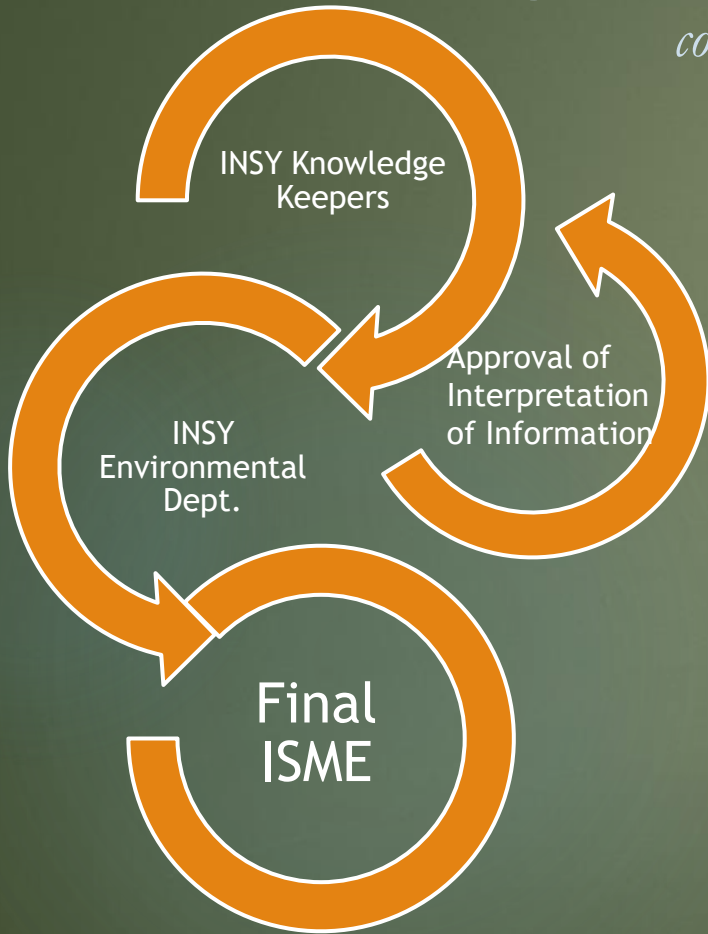 INSY Knowledge
Keepers
Approval of
Interpretation
of Information
INSY
Environmental
Dept.
Final
ISME